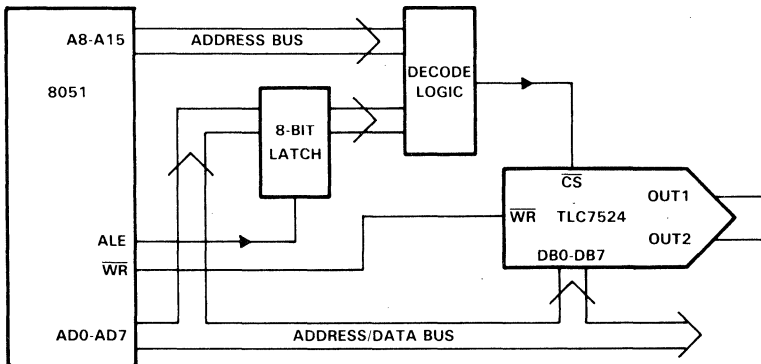 A8-A15
ADDRESS BUS
8051
DECODE
LOGIC
8-BIT
LATCH
CS
OUT1
WR
TLC7524
ALE
OUT2
WR
DB0-DB7
AD0-AD7
ADDRESS/DATA BUS